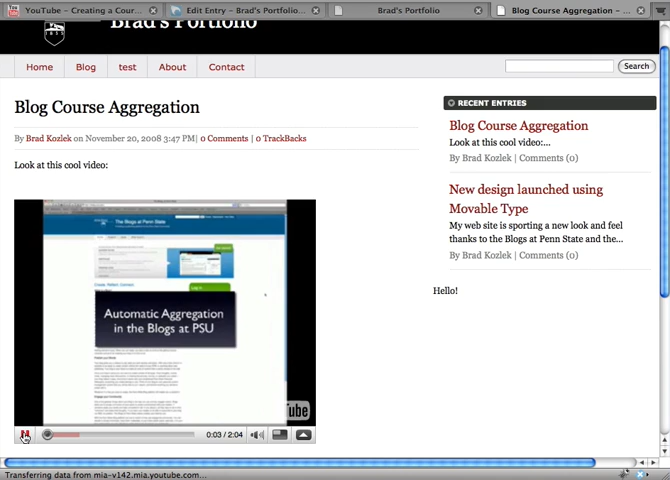 YouTube - Creating a Cour...
Edit Entry - Brad's Portfolio...
Brad's Portfolio
Blog Course Aggregation - ...
Brad's Portfolio
1855
Home
Blog
test
About
Contact
Search
Blog Course Aggregation
By Brad Kozlek on November 20, 2008 3:47 PM| 0 Comments | 0 TrackBacks
Look at this cool video:
The Blogs at Penn State
Automatic Aggregation
in the Blogs at PSU
Tube
0:03 / 2:04
RECENT ENTRIES
Blog Course Aggregation
Look at this cool video:...
By Brad Kozlek | Comments (0)
New design launched using
Movable Type
My web site is sporting a new look and feel
thanks to the Blogs at Penn State and the...
By Brad Kozlek | Comments (0)
Hello!
Transferring data from mia-v142.mia.youtube.com...